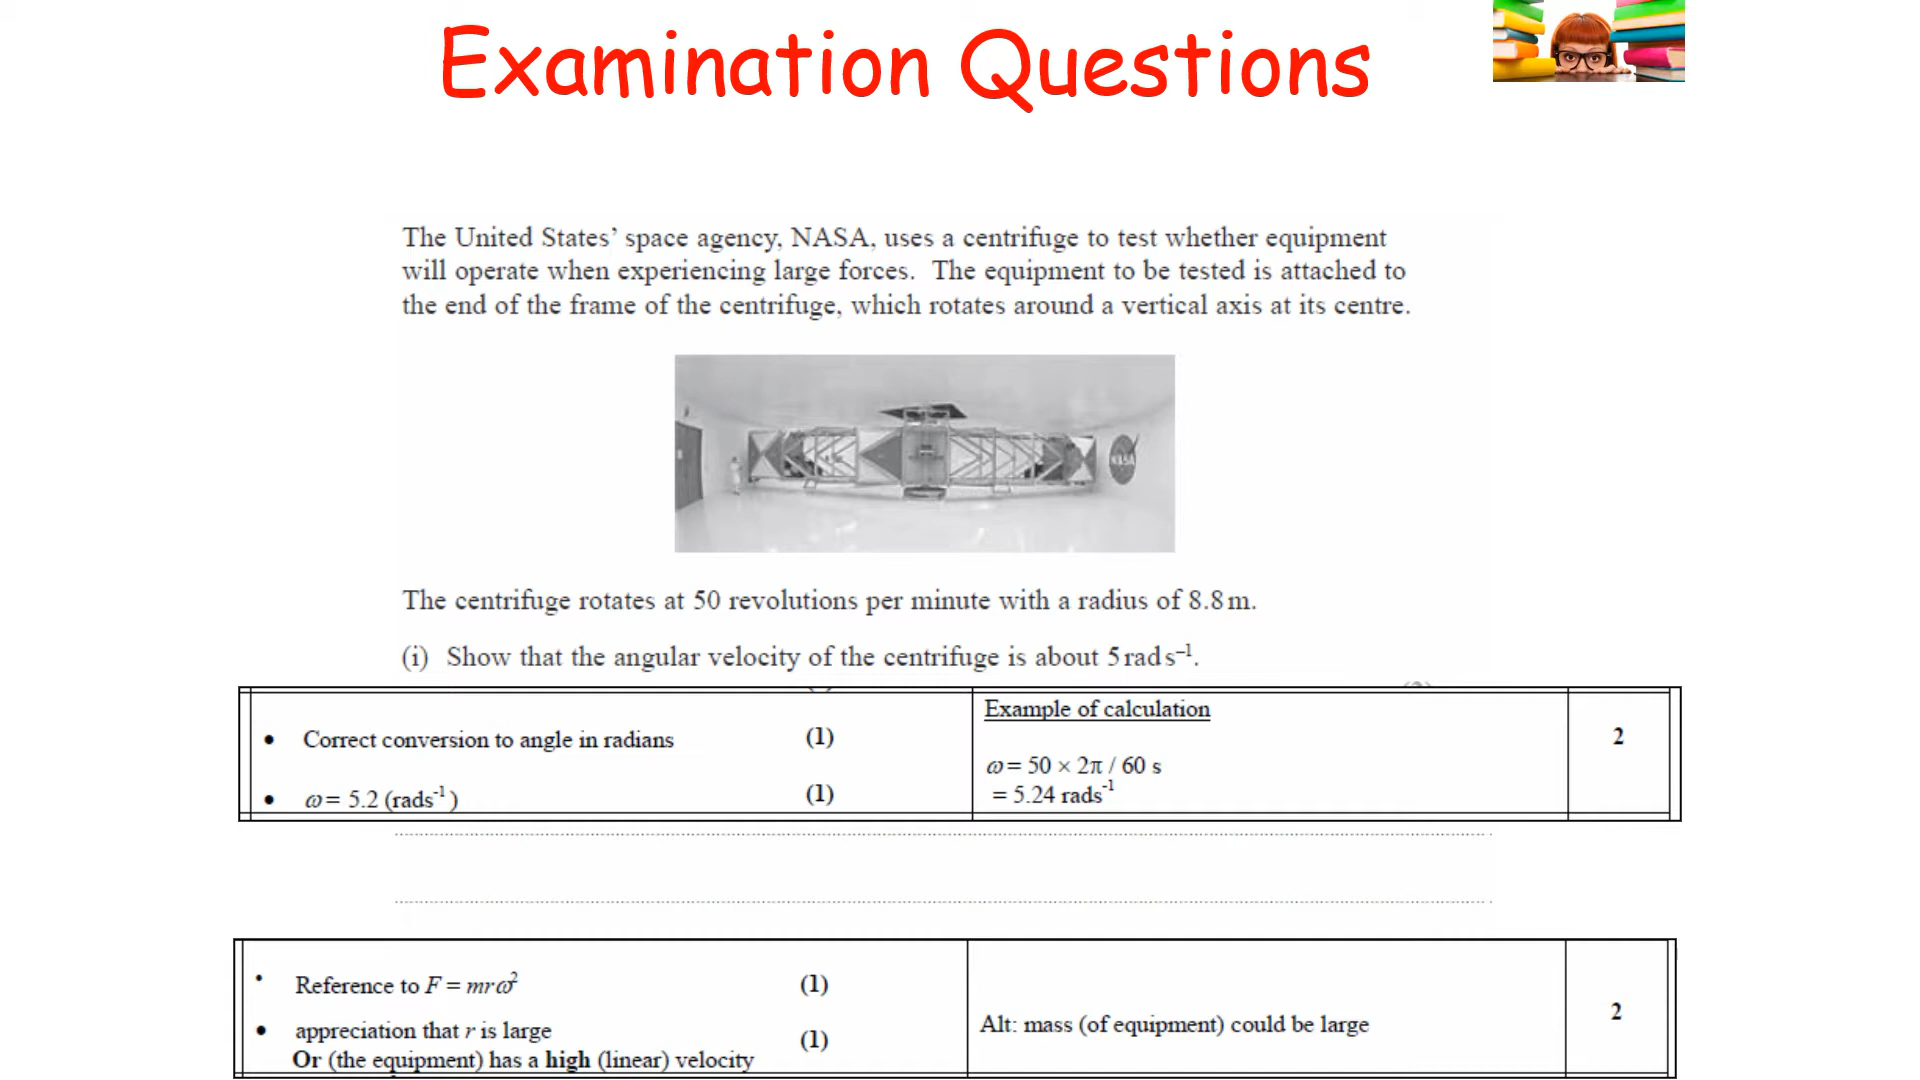 Examination Questions
The United States’ space agency, NASA, uses a centrifuge to test whether equipment
will operate when experiencing large forces. The equipment to be tested is attached to
the end of the frame of the centrifuge, which rotates around a vertical axis at its centre.
NASA
The centrifuge rotates at 50 revolutions per minute with a radius of 8.8 m.
(i) Show that the angular velocity of the centrifuge is about 5 rad s⁻¹.
Example of calculation
• Correct conversion to angle in radians (1) 2
ω = 50 × 2π / 60 s
• ω = 5.2 (rads⁻¹) (1) = 5.24 rads⁻¹
• Reference to F = mrω² (1)
2
• appreciation that r is large (1) Alt: mass (of equipment) could be large
Or (the equipment) has a high (linear) velocity